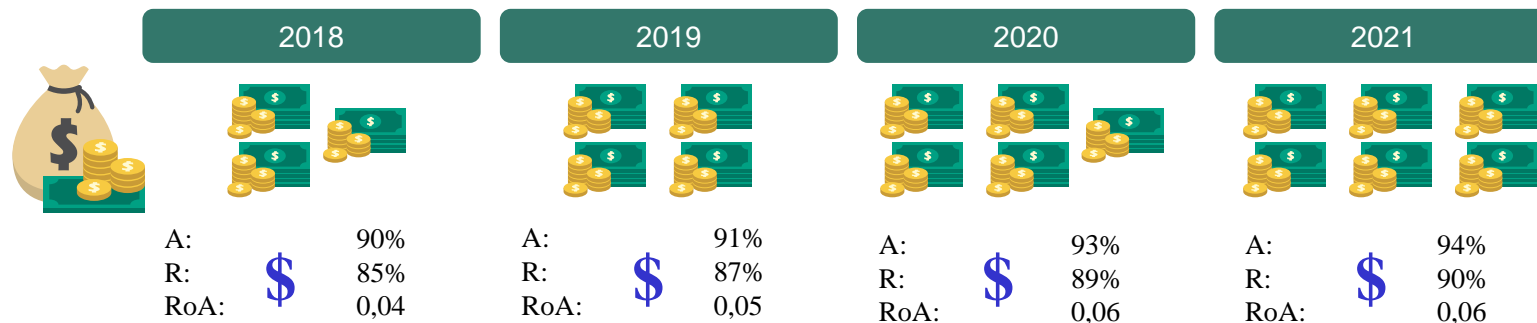 2018
2019
2020
2021
A: 90%
R: $ 85%
RoA: 0,04
A: 91%
R: $ 87%
RoA: 0,05
A: 93%
R: $ 89%
RoA: 0,06
A: 94%
R: $ 90%
RoA: 0,06